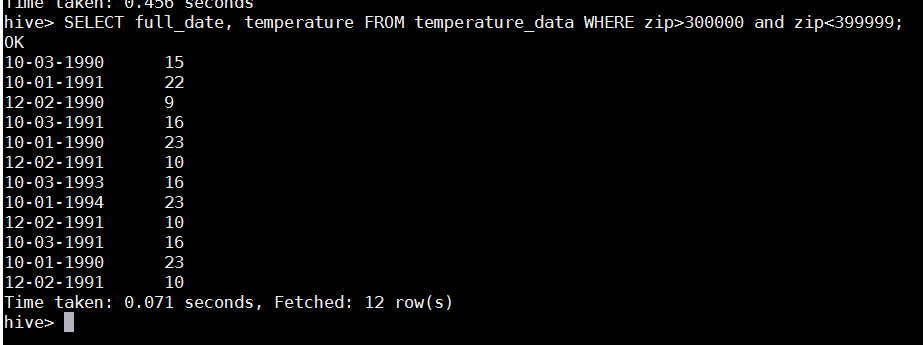 Time taken: 0.456 seconds
hive> SELECT full_date, temperature FROM temperature_data WHERE zip>300000 and zip<399999;
OK
10-03-1990 15
10-01-1991 22
12-02-1990 9
10-03-1991 16
10-01-1990 23
12-02-1991 10
10-03-1993 16
10-01-1994 23
12-02-1991 10
10-03-1991 16
10-01-1990 23
12-02-1991 10
Time taken: 0.071 seconds, Fetched: 12 row(s)
hive>